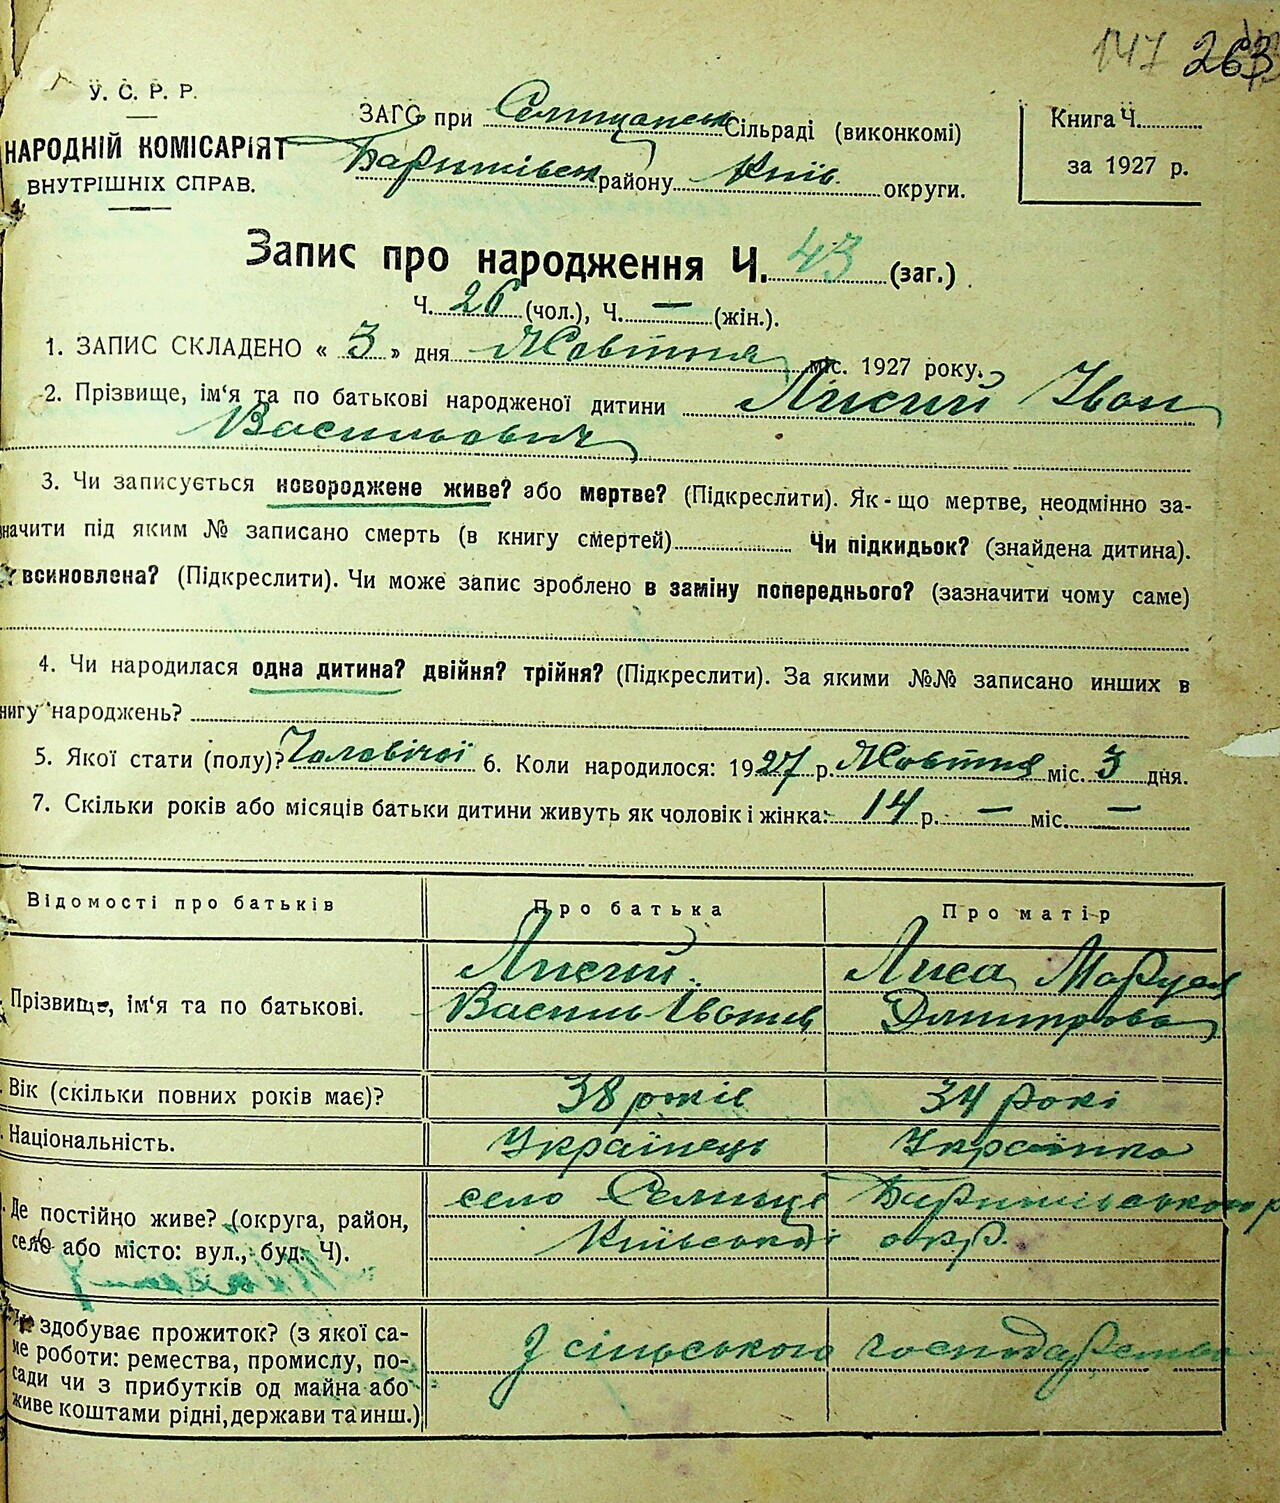 147 263
У. С. Р. Р.
НАРОДНІЙ КОМІСАРІЯТ
ВНУТРІШНІХ СПРАВ.
ЗАГС при Селищанськ Сільраді (виконкомі)
Баришівськ району Київ. округи.
Книга Ч.
за 1927 р.
Запис про народження Ч. 43 (заг.)
Ч. 26 (чол.), Ч. — (жін.).
1. ЗАПИС СКЛАДЕНО « 3 » дня Жовтня міс. 1927 року.
2. Прізвище, ім'я та по батькові народженої дитини Лисий Іван
Васильович
3. Чи записується новороджене живе? або мертве? (Підкреслити). Як-що мертве, неодмінно за-
значити під яким № записано смерть (в книгу смертей) Чи підкидьок? (знайдена дитина).
всиновлена? (Підкреслити). Чи може запис зроблено в заміну попереднього? (зазначити чому саме)
4. Чи народилася одна дитина? двійня? трійня? (Підкреслити). За якими №№ записано инших в
нигу народжень?
5. Якої стати (полу)? Чоловічої 6. Коли народилося: 1927 р. Жовтня міс. 3 дня.
7. Скільки років або місяців батьки дитини живуть як чоловік і жінка: 14 р. — міс. —
Відомості про батьків Про батька Про матір
Прізвище, ім'я та по батькові. Лисий Василь Іванів Лиса Маруся Дмитрова
Вік (скільки повних років має)? 38 років 34 рокі
Національність. Українець Українка
Де постійно живе? (округа, район,
село або місто: вул., буд. Ч).
село Селище Баришівського р
Київської окр.
здобуває прожиток? (з якої са-
ме роботи: ремества, промислу, по-
сади чи з прибутків од майна або
живе коштами рідні, держави та инш.)
З сільського господарства